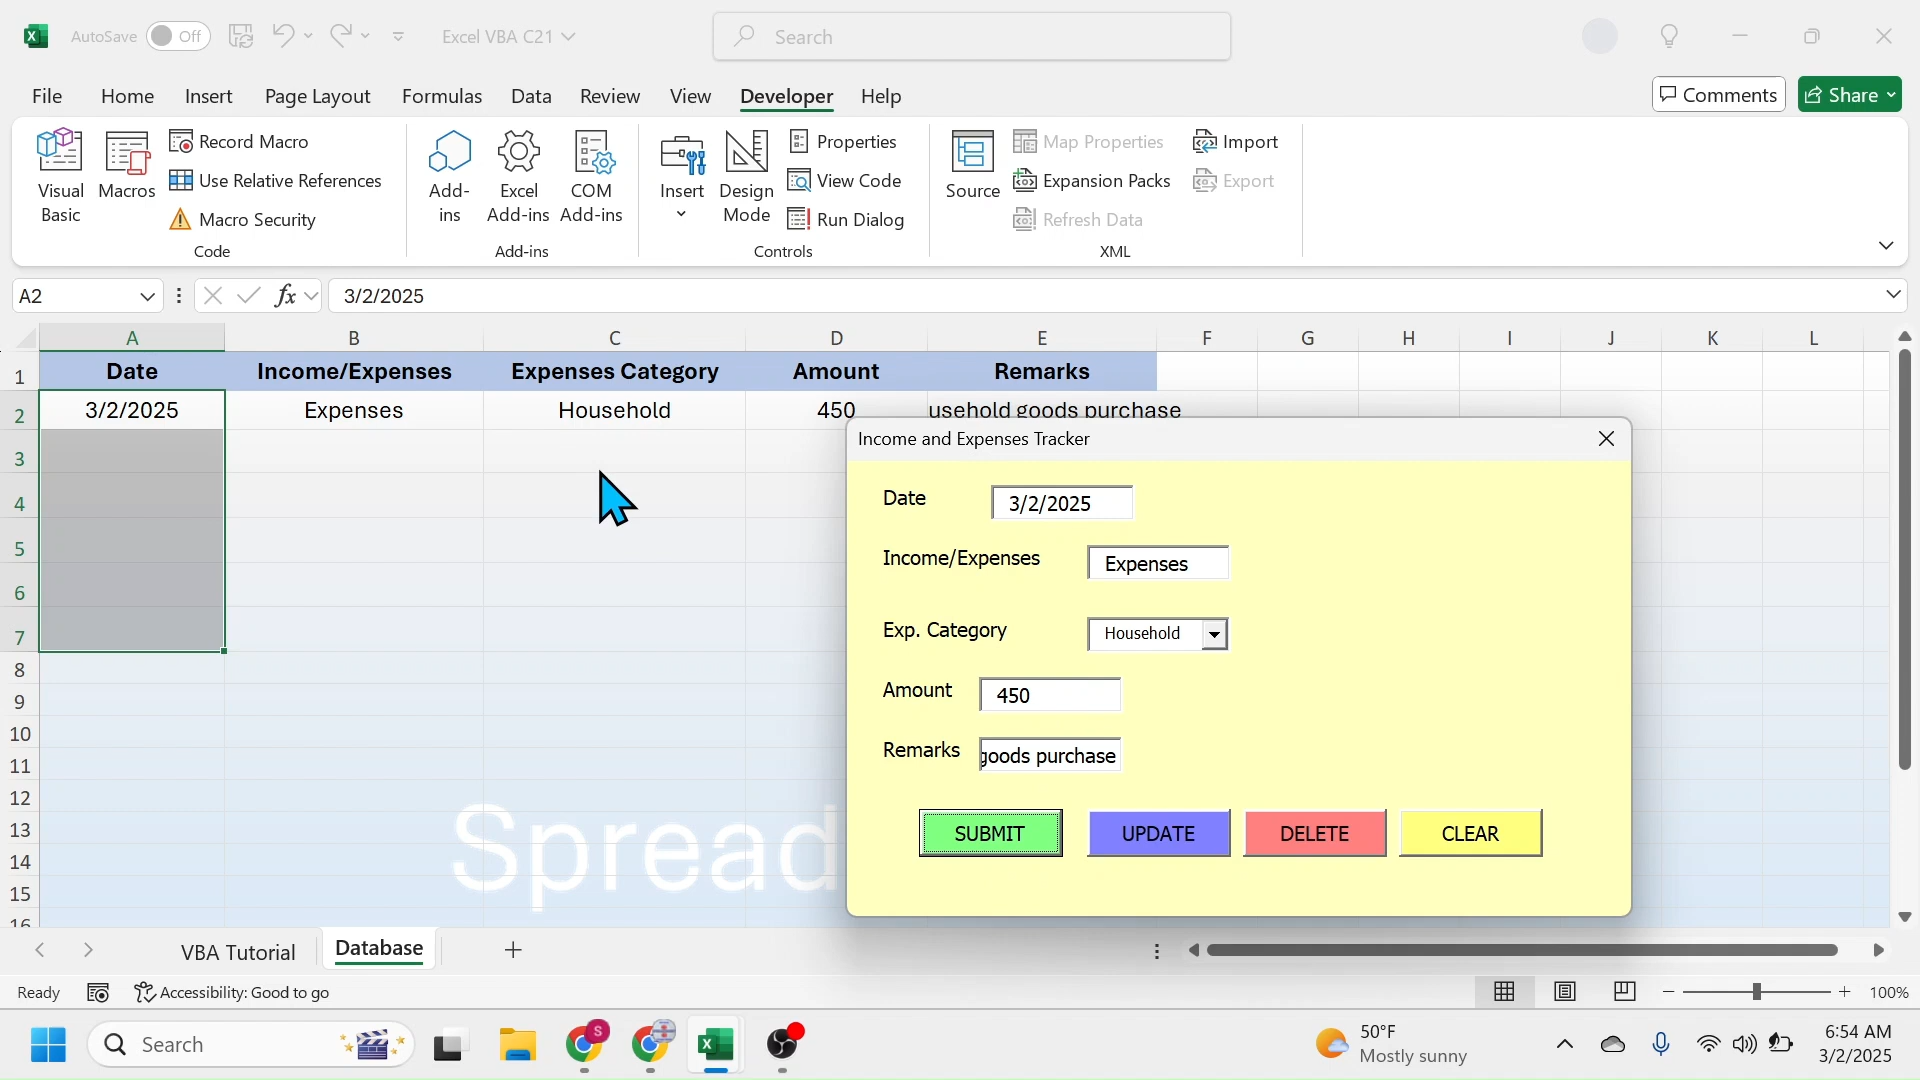 AutoSave Off Excel VBA C21 Search
File Home Insert Page Layout Formulas Data Review View Developer Help Comments Share
Visual Basic
Macros
Record Macro
Use Relative References
Macro Security
Code
Add-ins
Excel Add-ins
COM Add-ins
Add-ins
Insert
Design Mode
Properties
View Code
Run Dialog
Controls
Source
Map Properties
Expansion Packs
Refresh Data
Import
Export
XML
A2 fx 3/2/2025
A B C D E F G H I J K L
1 Date Income/Expenses Expenses Category Amount Remarks
2 3/2/2025 Expenses Household 450 usehold goods purchase
3
4
5
6
7
8
9
10
11
12
13
14
15
16
Income and Expenses Tracker
Date 3/2/2025
Income/Expenses Expenses
Exp. Category Household
Amount 450
Remarks goods purchase
SUBMIT UPDATE DELETE CLEAR
Spread
VBA Tutorial Database
Ready Accessibility: Good to go 100%
Search
S
50°F
Mostly sunny
6:54 AM
3/2/2025